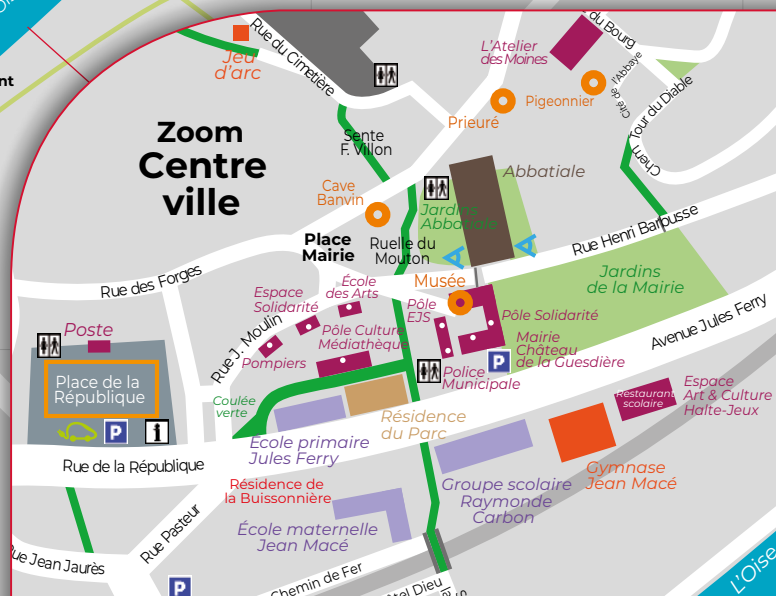 Rue du Cimetière
Jeu
d'arc
L'Atelier
des Moines
du Bourg
Cité de l'Abbaye
Pigeonnier
Prieuré
Chem Tour du Diable
nt
Zoom
Centre
ville
Sente
F. Villon
Abbatiale
Cave
Banvin
Jardins
Abbatiale
Rue Henri Barbusse
Place
Mairie
Ruelle du
Mouton
Jardins
de la Mairie
Rue des Forges
Musée
École
des Arts
Espace
Solidarité
Pôle
EJS
Pôle Solidarité
Avenue Jules Ferry
Poste
Rue J. Moulin
Pôle Culture
Médiathèque
Mairie
Château
de la Guesdière
P
Pompiers
Police
Municipale
Place de la
République
Restaurant
scolaire
Espace
Art & Culture
Halte-Jeux
Coulée
verte
Résidence
du Parc
P
i
École primaire
Jules Ferry
Rue de la République
Gymnase
Jean Macé
Résidence de
la Buissonnière
Groupe scolaire
Raymonde
Carbon
Rue Pasteur
École maternelle
Jean Macé
ue Jean Jaurès
Chemin de Fer
L'Oise
P
tel Dieu